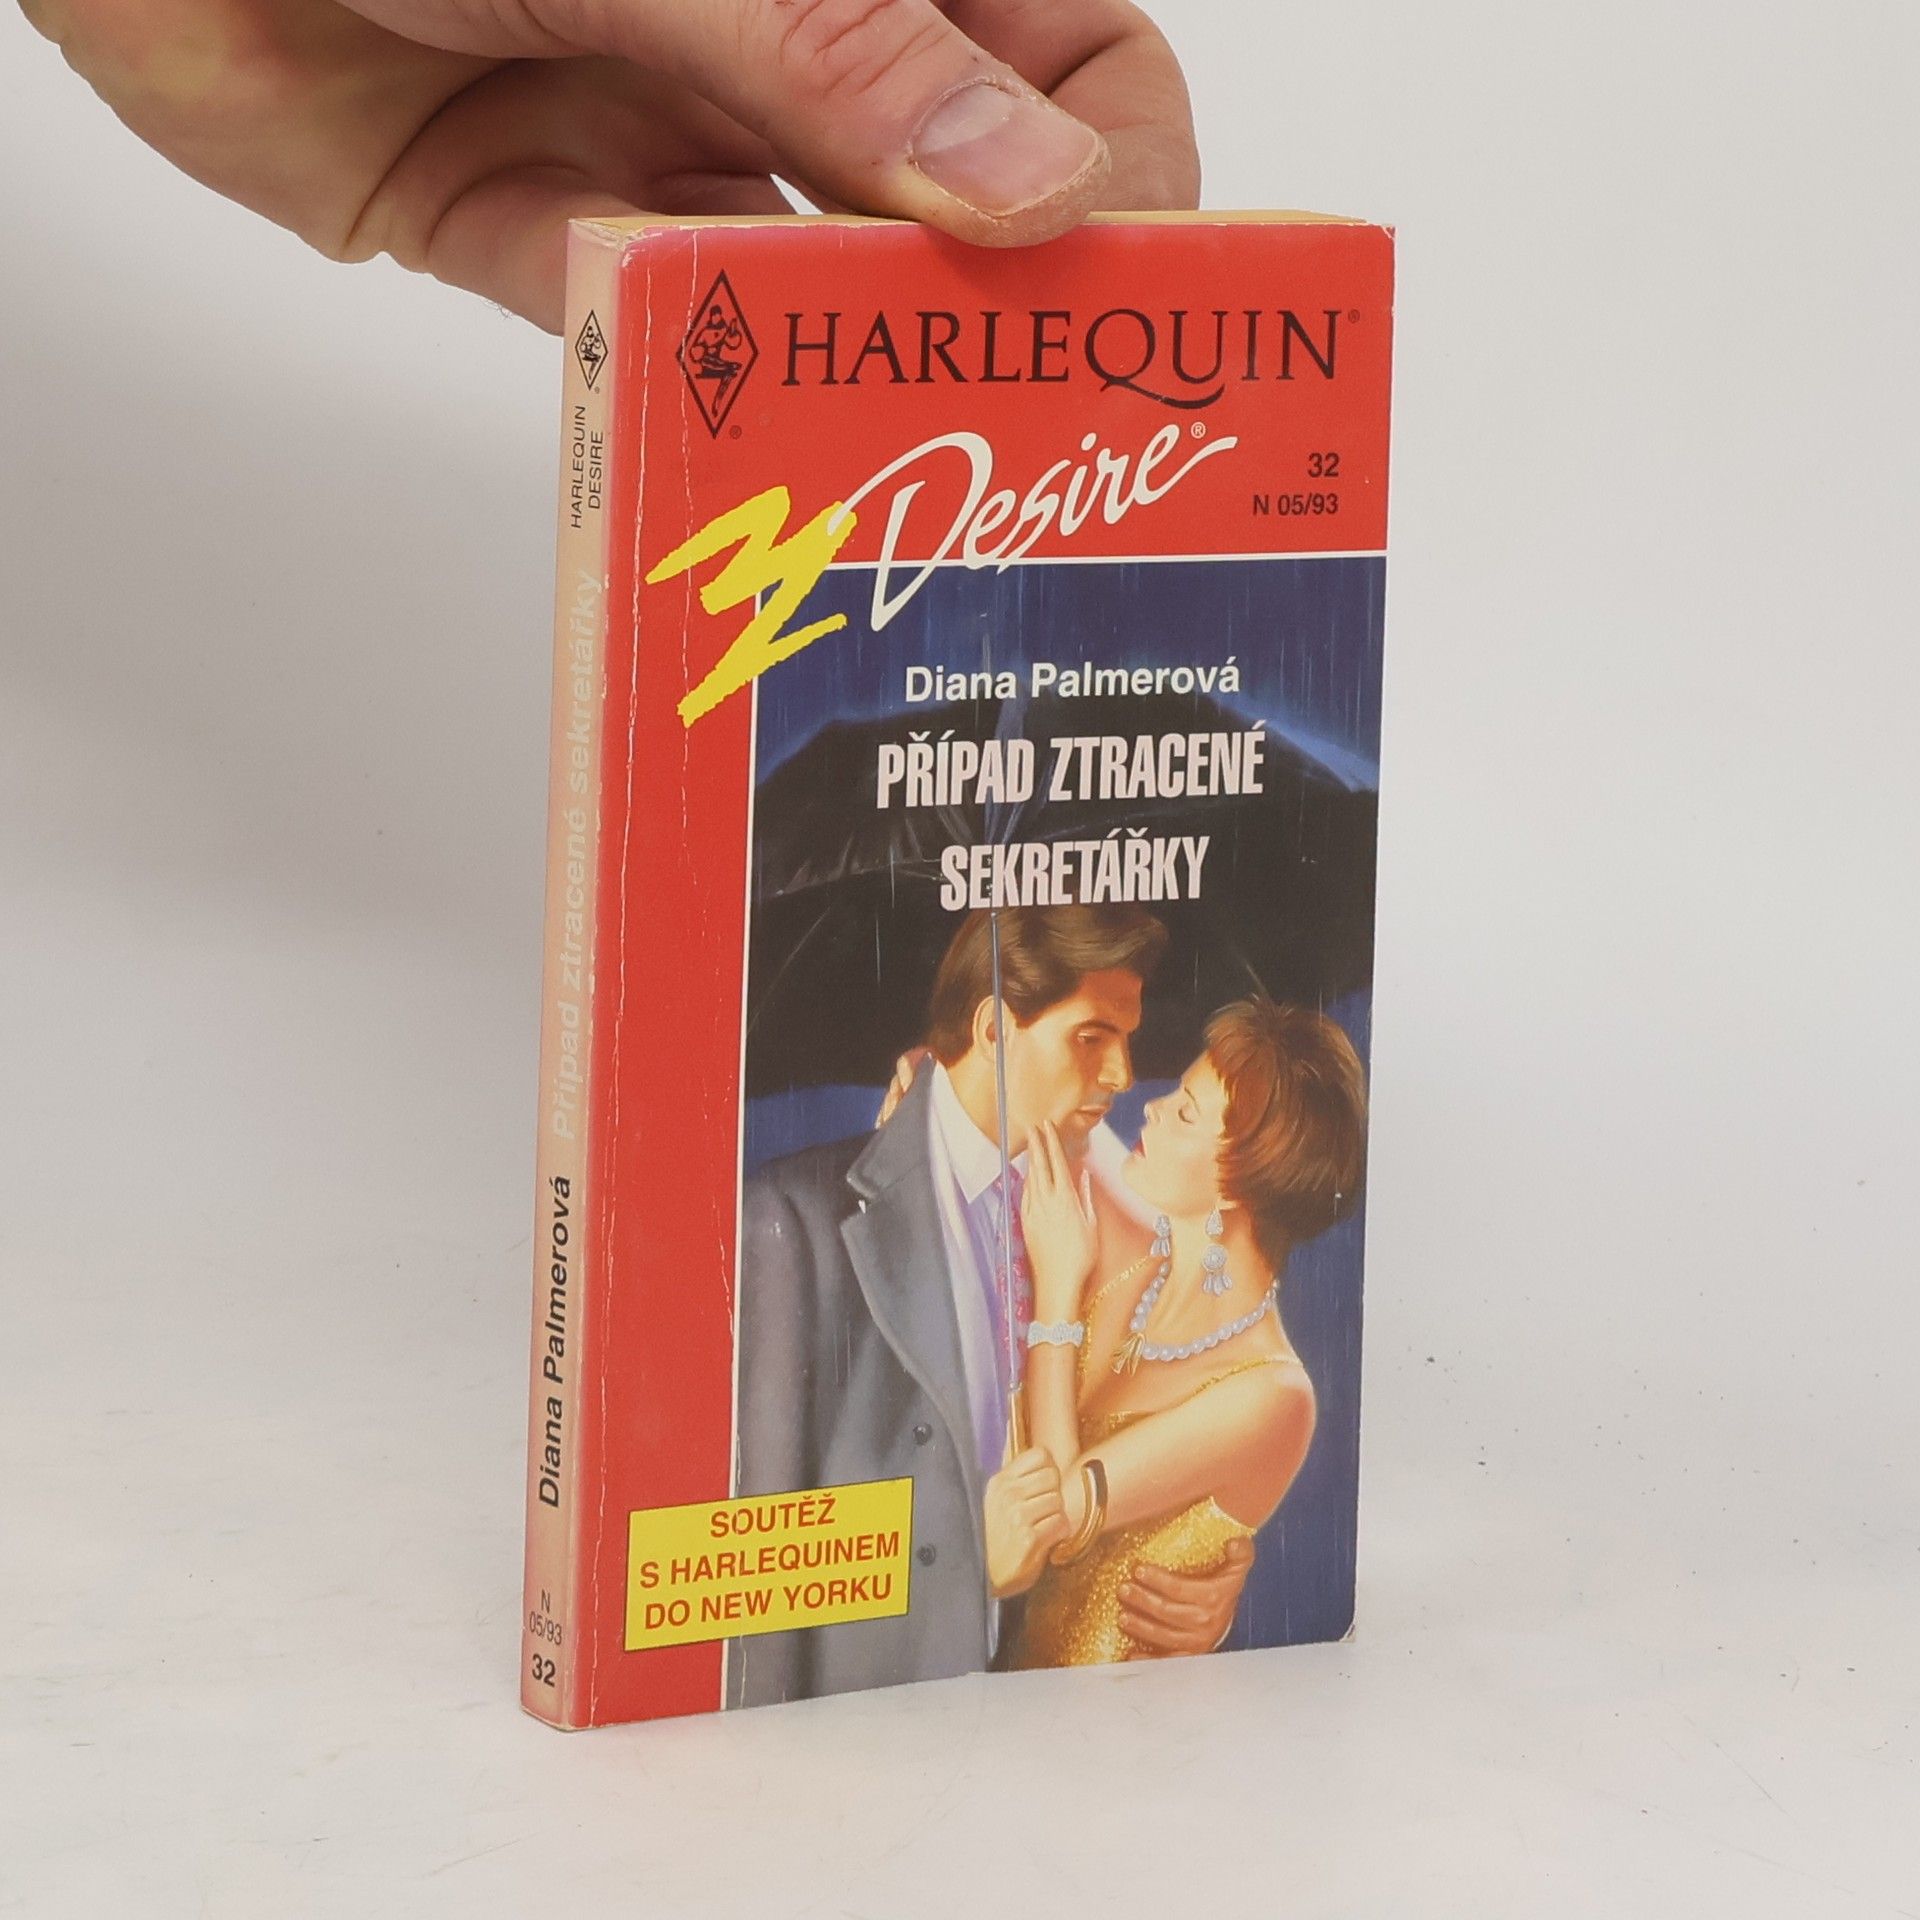 HARLEQUIN®
Desire®
32
N 05/93
Diana Palmerová
PŘÍPAD ZTRACENÉ
SEKRETÁŘKY
SOUTĚŽ
S HARLEQUINEM
DO NEW YORKU
HARLEQUIN
DESIRE
Případ ztracené sekretářky
Diana Palmerová
N
05/93
32